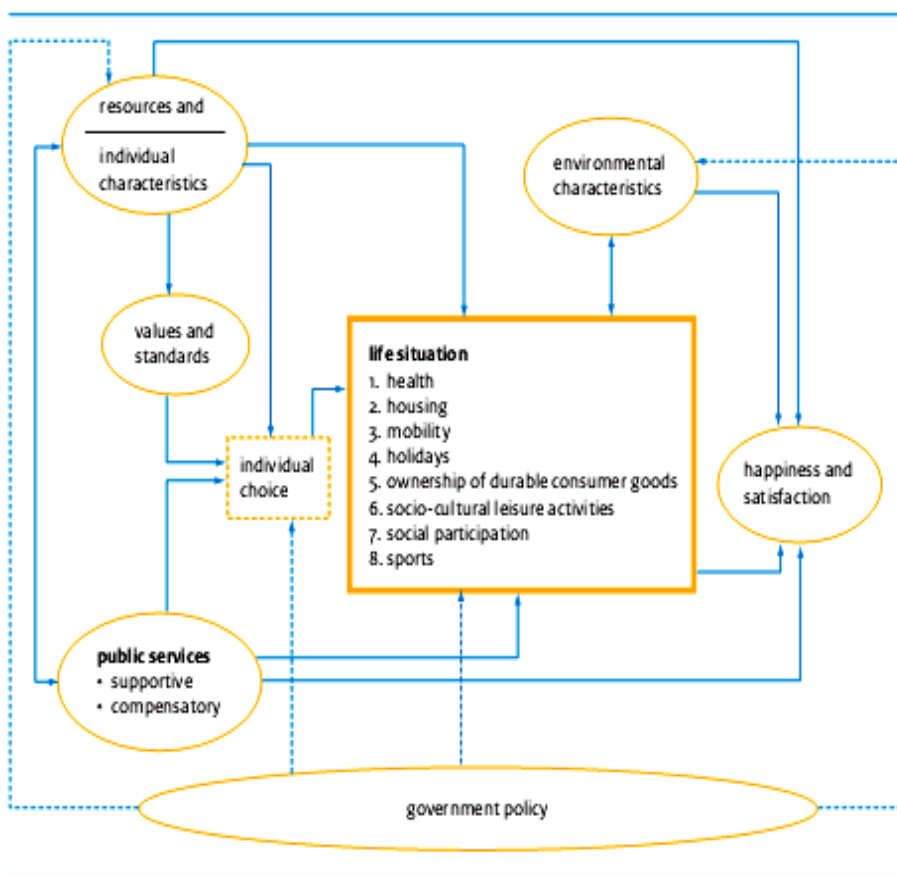 resources and
individual
characteristics
environmental
characteristics
values and
standards
life situation
1. health
2. housing
3. mobility
4. holidays
5. ownership of durable consumer goods
6. socio-cultural leisure activities
7. social participation
8. sports
individual
choice
happiness and
satisfaction
public services
• supportive
• compensatory
government policy